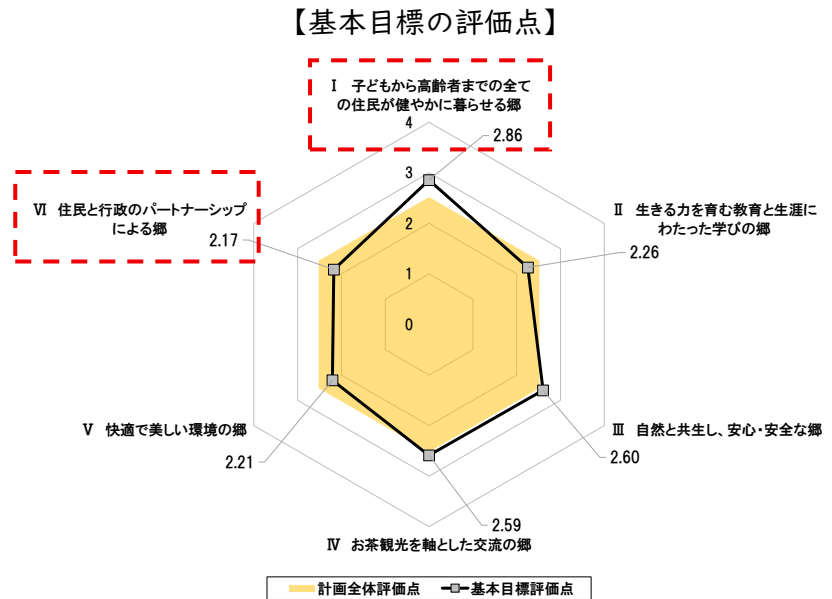 【基本目標の評価点】
Ⅰ 子どもから高齢者までの全て
の住民が健やかに暮らせる郷
4
2.86
3
Ⅵ 住民と行政のパートナーシップ
による郷
2.17
Ⅱ 生きる力を育む教育と生涯に
わたった学びの郷
2.26
2
1
0
Ⅴ 快適で美しい環境の郷
2.21
Ⅲ 自然と共生し、安心・安全な郷
2.60
2.59
Ⅳ お茶観光を軸とした交流の郷
計画全体評価点 基本目標評価点